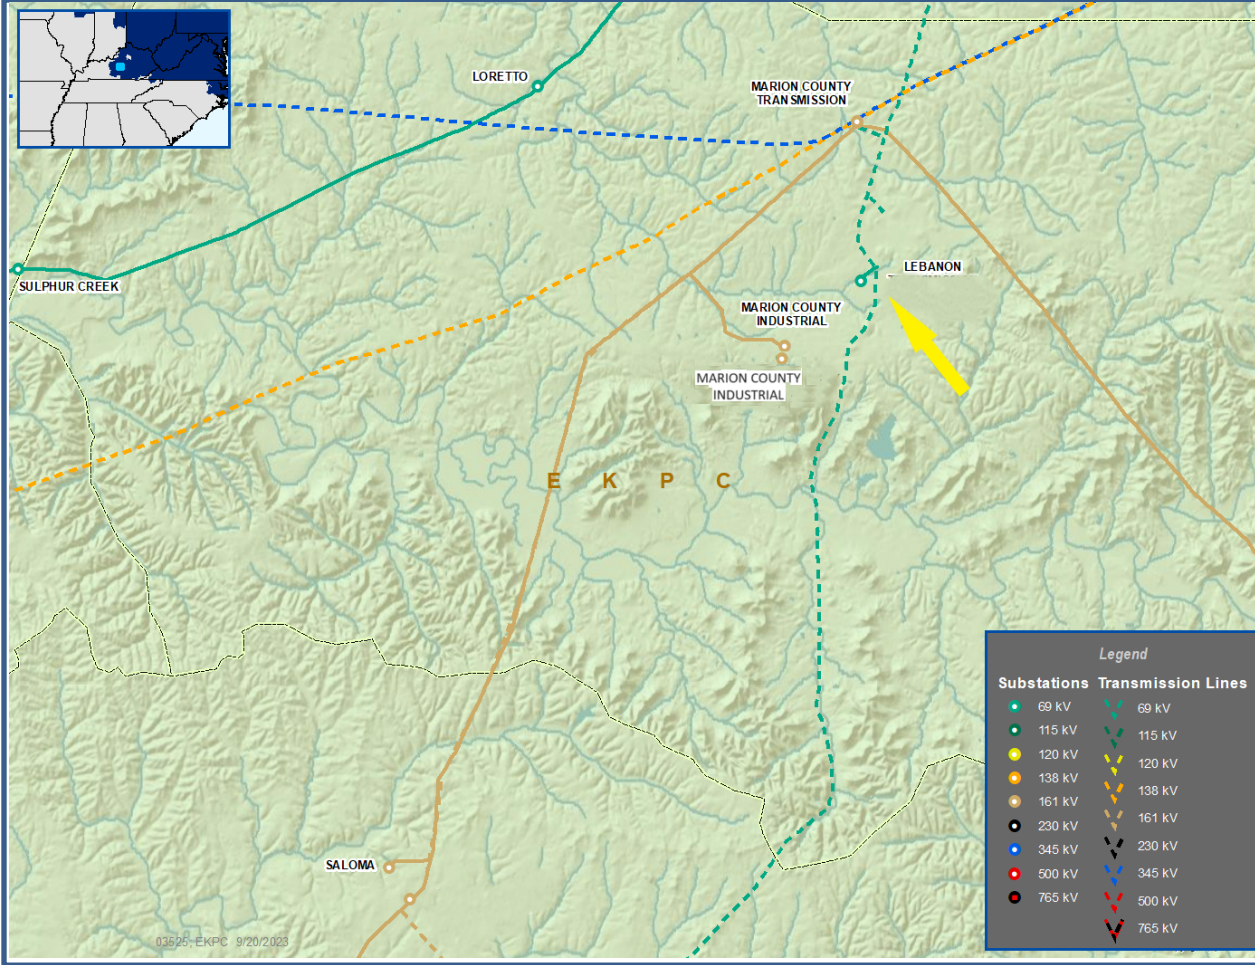 LORETTO
MARION COUNTY
TRANSMISSION
LEBANON
SULPHUR CREEK
MARION COUNTY
INDUSTRIAL
MARION COUNTY
INDUSTRIAL
E K P C
SALOMA
03525; EKPC 9/20/2023
Legend
Substations Transmission Lines
69 kV 69 kV
115 kV 115 kV
120 kV 120 kV
138 kV 138 kV
161 kV 161 kV
230 kV 230 kV
345 kV 345 kV
500 kV 500 kV
765 kV 765 kV